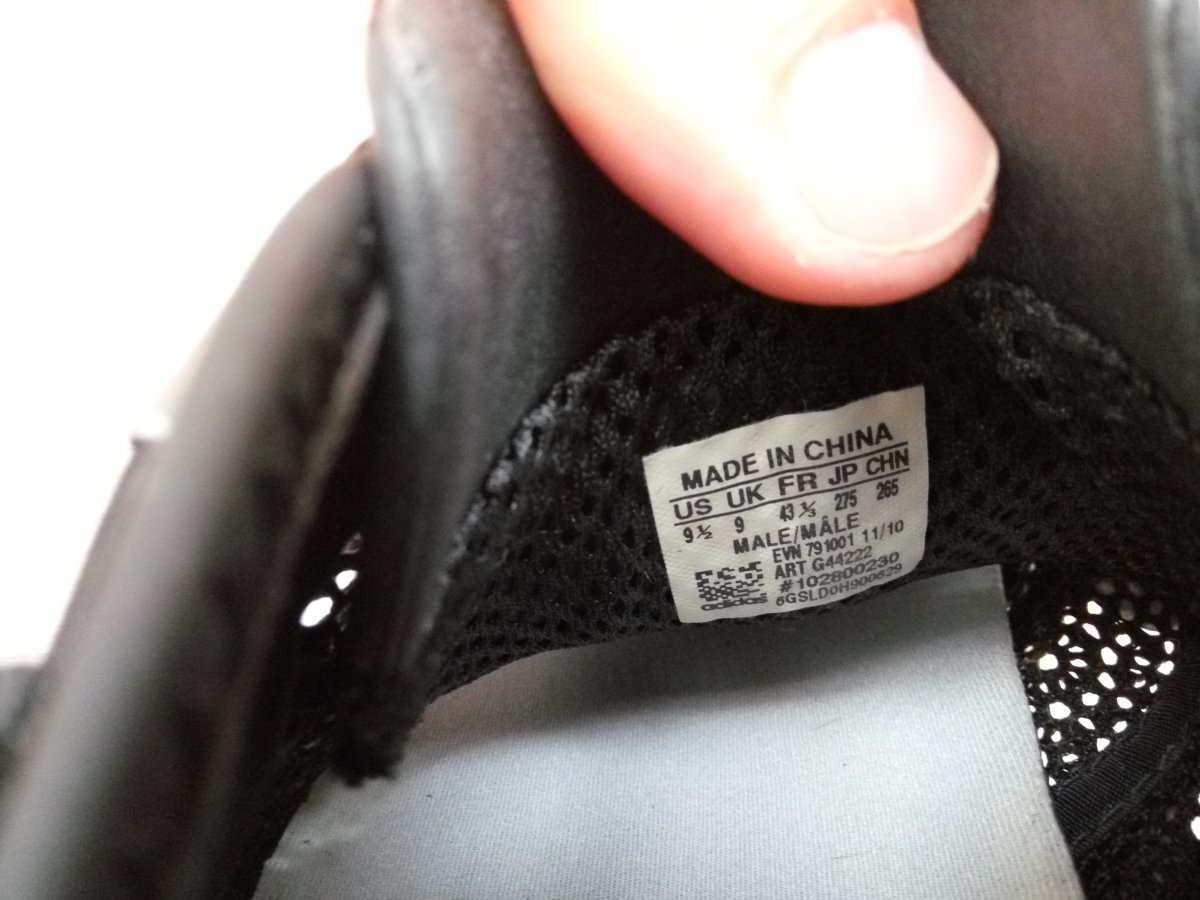 MADE IN CHINA
US UK FR JP CHN
9½ 9 43⅓ 275 265
MALE/MÂLE
EVN 791001 11/10
ART G44222
#102800230
6GSLD0H900629
adidas